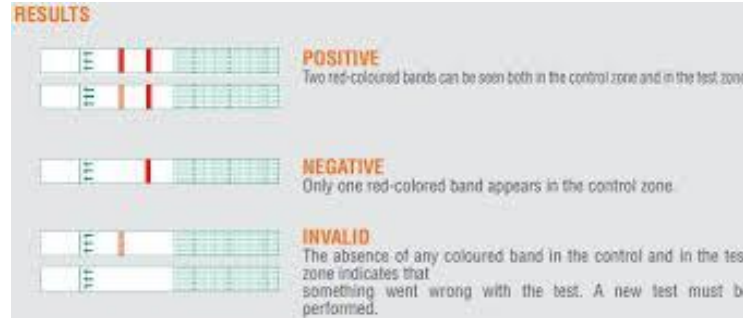 RESULTS
POSITIVE
Two red-coloured bands can be seen both in the control zone and in the test zone
NEGATIVE
Only one red-colored band appears in the control zone.
INVALID
The absence of any coloured band in the control and in the tes
zone indicates that
something went wrong with the test. A new test must b
performed.